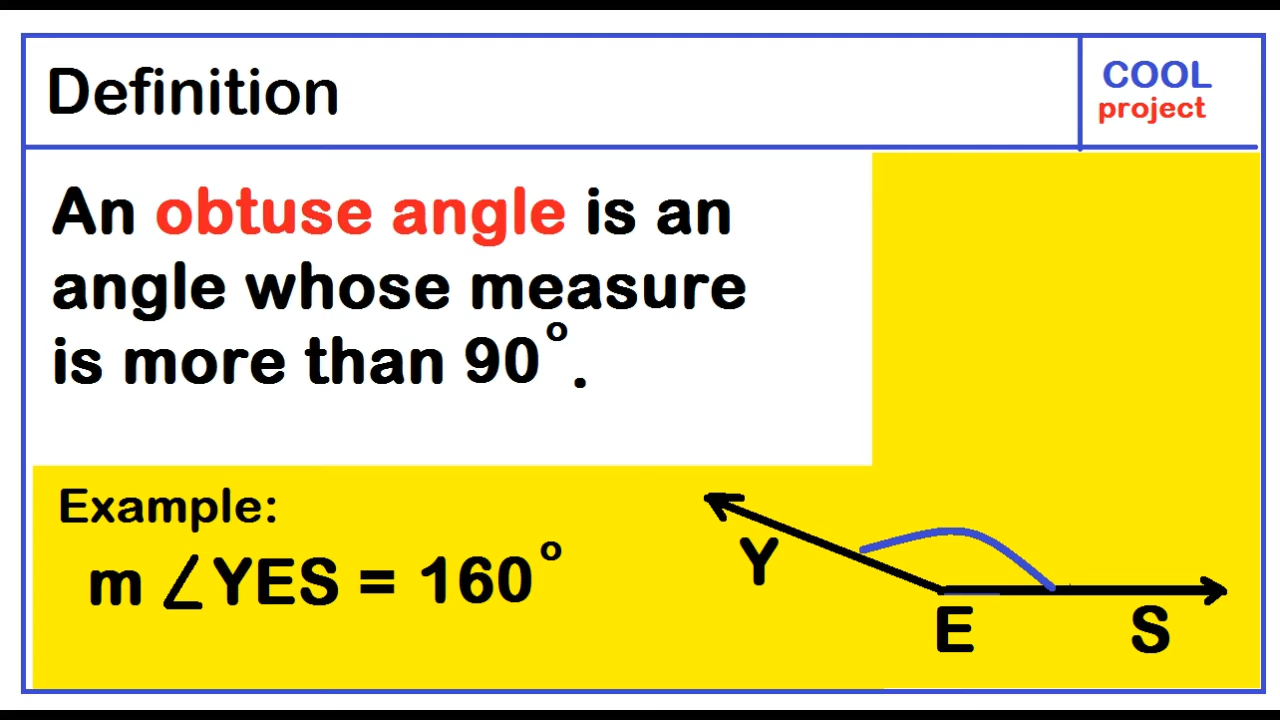 Definition
COOL
project
An obtuse angle is an
angle whose measure
is more than 90°.
Example:
m ∠YES = 160°
Y
E
S